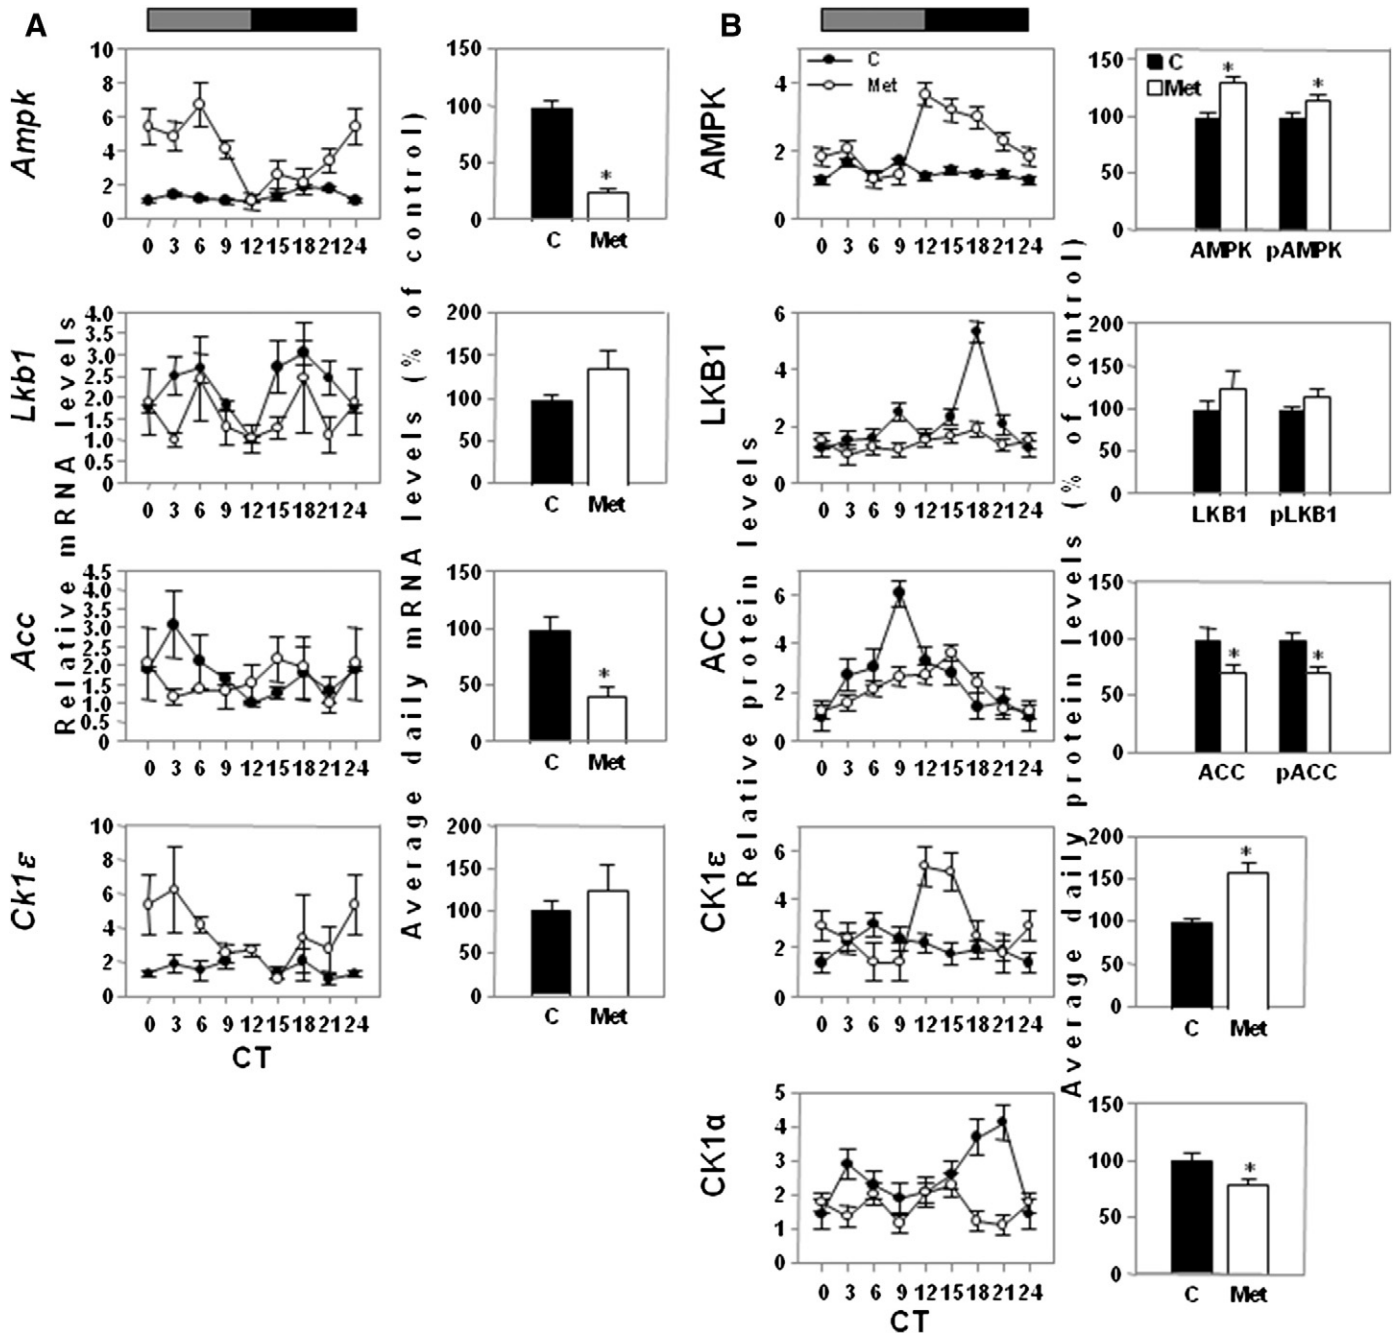 A
Ampk
10
8
6
4
2
0
0 3 6 9 12 15 18 21 24
150
100
50
0
*
C Met
Lkb1
4.0
3.5
3.0
2.5
2.0
1.5
1.0
0.5
0
0 3 6 9 12 15 18 21 24
200
150
100
50
0
C Met
Acc
4.5
4.0
3.5
3.0
2.5
2.0
1.5
1.0
0.5
0
0 3 6 9 12 15 18 21 24
150
100
50
0
*
C Met
Ck1ε
10
8
6
4
2
0
0 3 6 9 12 15 18 21 24
CT
200
150
100
50
0
C Met
Relative mRNA levels
Average daily mRNA levels (% of control)
B
AMPK
4
2
0
C
Met
0 3 6 9 12 15 18 21 24
150
100
50
0
C
Met
* *
AMPK pAMPK
LKB1
6
4
2
0
0 3 6 9 12 15 18 21 24
200
150
100
50
0
LKB1 pLKB1
ACC
6
4
2
0
0 3 6 9 12 15 18 21 24
150
100
50
0
* *
ACC pACC
CK1ε
6
4
2
0
0 3 6 9 12 15 18 21 24
200
150
100
50
0
*
C Met
CK1α
5
4
3
2
1
0
0 3 6 9 12 15 18 21 24
CT
150
100
50
0
*
C Met
Relative protein levels
Average daily protein levels (% of control)